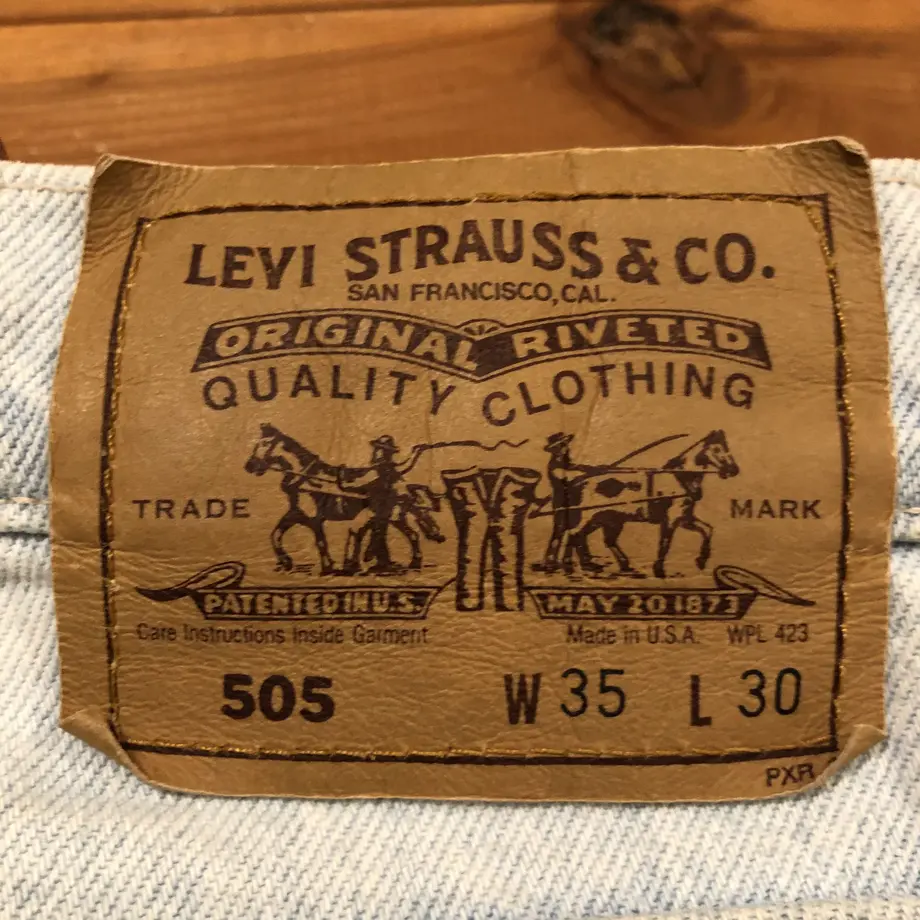 LEVI STRAUSS & CO.
SAN FRANCISCO, CAL.
ORIGINAL RIVETED
QUALITY CLOTHING
TRADE MARK
PATENTED IN U.S. MAY 20 1873
Care Instructions Inside Garment Made in U.S.A. WPL 423
505 W 35 L 30
PXR